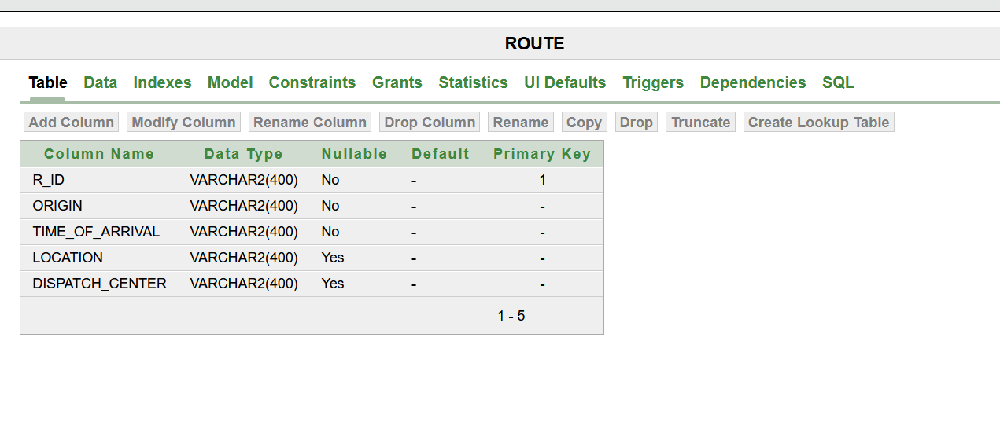 ROUTE
Table Data Indexes Model Constraints Grants Statistics UI Defaults Triggers Dependencies SQL
Add Column Modify Column Rename Column Drop Column Rename Copy Drop Truncate Create Lookup Table
Column Name Data Type Nullable Default Primary Key
R_ID VARCHAR2(400) No - 1
ORIGIN VARCHAR2(400) No - -
TIME_OF_ARRIVAL VARCHAR2(400) No - -
LOCATION VARCHAR2(400) Yes - -
DISPATCH_CENTER VARCHAR2(400) Yes - -
1 - 5